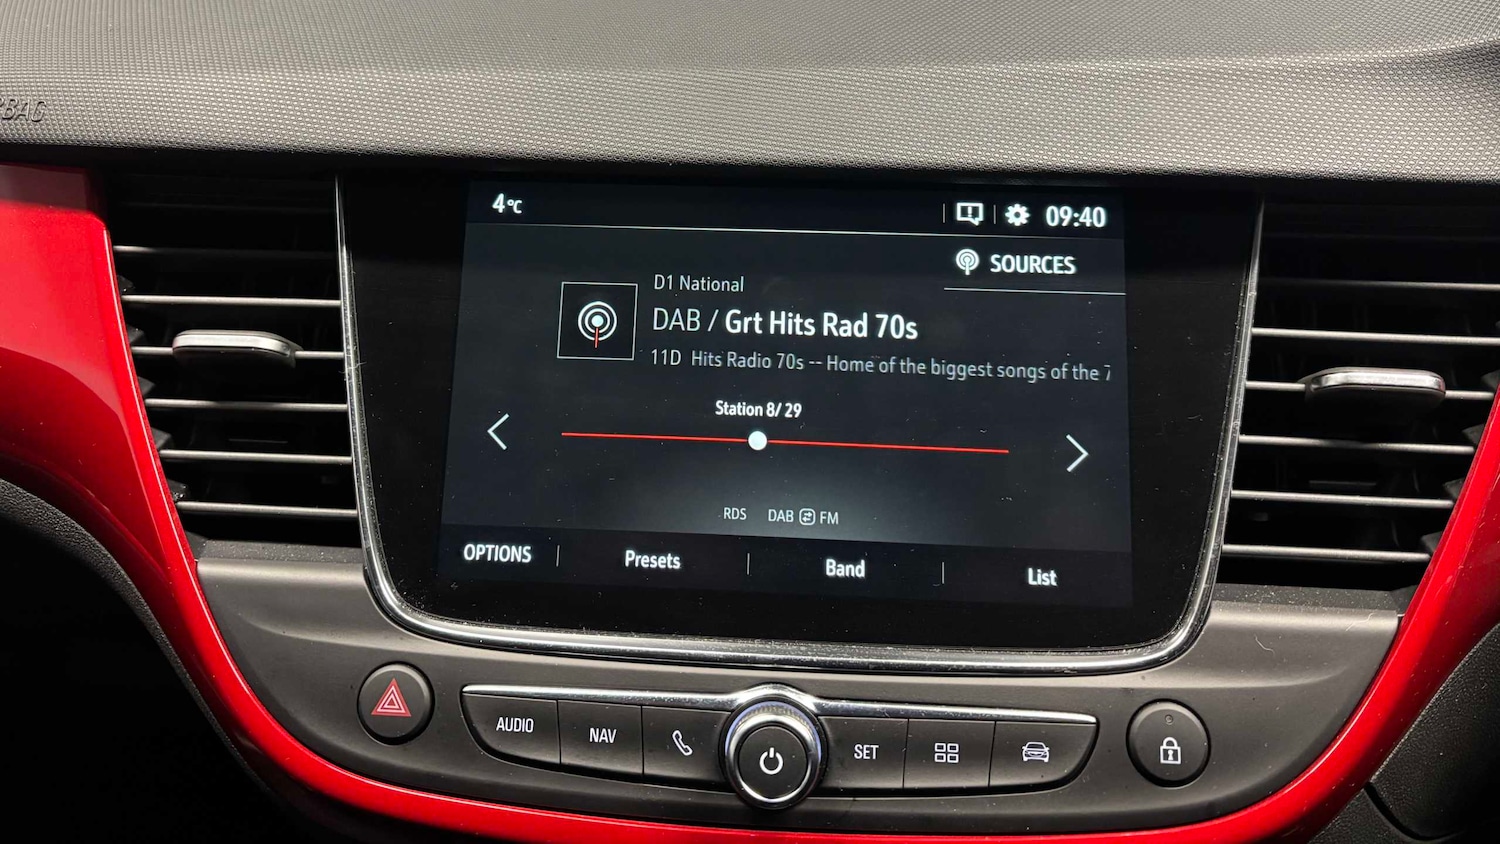 4°C
09:40
SOURCES
D1 National
DAB / Grt Hits Rad 70s
11D Hits Radio 70s -- Home of the biggest songs of the
Station 8/ 29
RDS DAB FM
OPTIONS Presets Band List
AUDIO NAV SET